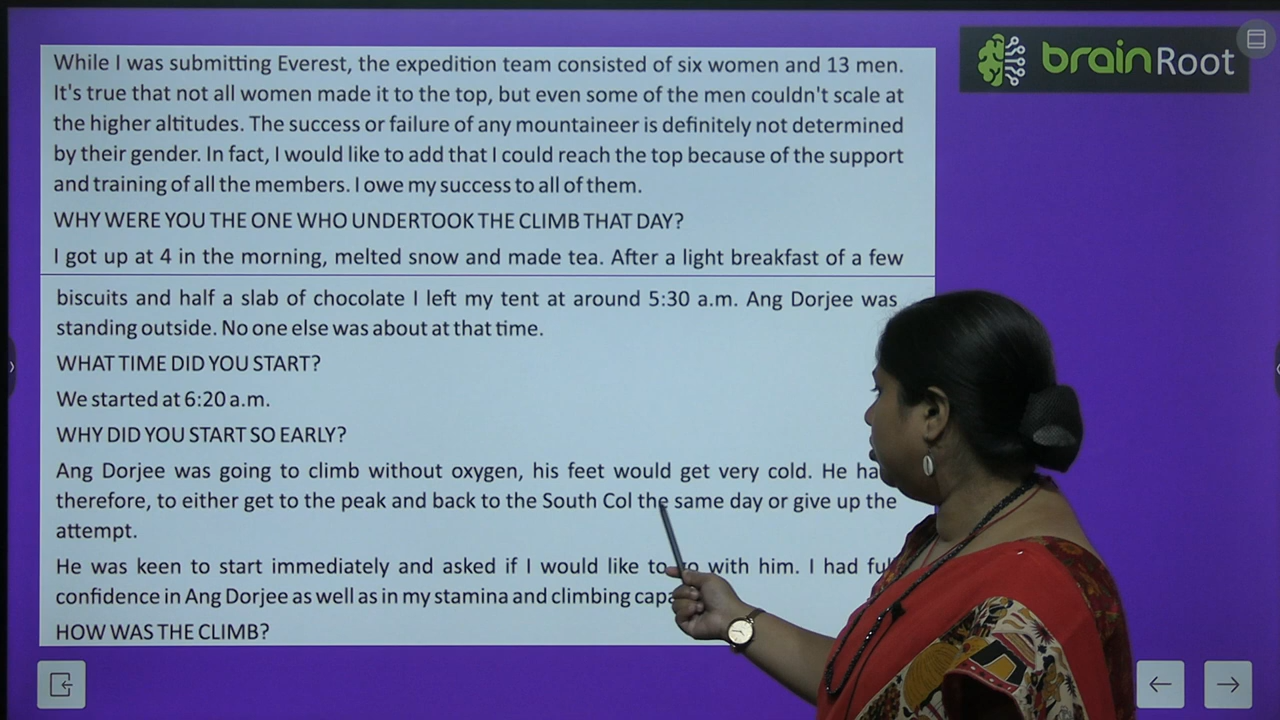 While I was submitting Everest, the expedition team consisted of six women and 13 men.
It's true that not all women made it to the top, but even some of the men couldn't scale at
the higher altitudes. The success or failure of any mountaineer is definitely not determined
by their gender. In fact, I would like to add that I could reach the top because of the support
and training of all the members. I owe my success to all of them.
WHY WERE YOU THE ONE WHO UNDERTOOK THE CLIMB THAT DAY?
I got up at 4 in the morning, melted snow and made tea. After a light breakfast of a few
biscuits and half a slab of chocolate I left my tent at around 5:30 a.m. Ang Dorjee was
standing outside. No one else was about at that time.
WHAT TIME DID YOU START?
We started at 6:20 a.m.
WHY DID YOU START SO EARLY?
Ang Dorjee was going to climb without oxygen, his feet would get very cold. He
therefore, to either get to the peak and back to the South Col the same day or give up the
attempt.
He was keen to start immediately and asked if I would like to go with him. I had
confidence in Ang Dorjee as well as in my stamina and climbing
HOW WAS THE CLIMB?
brainRoot